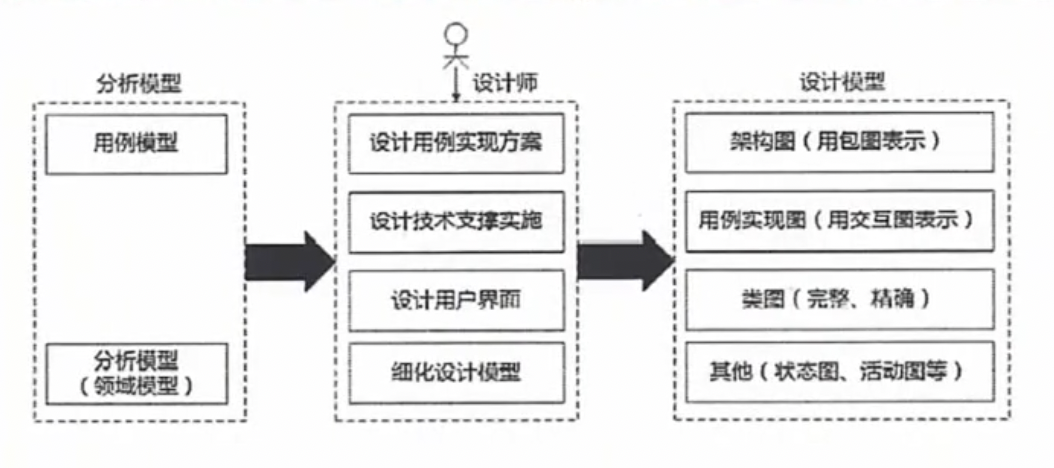 分析模型
用例模型
分析模型
（领域模型）
设计师
设计用例实现方案
设计技术支撑实施
设计用户界面
细化设计模型
设计模型
架构图（用包图表示）
用例实现图（用交互图表示）
类图（完整、精确）
其他（状态图、活动图等）